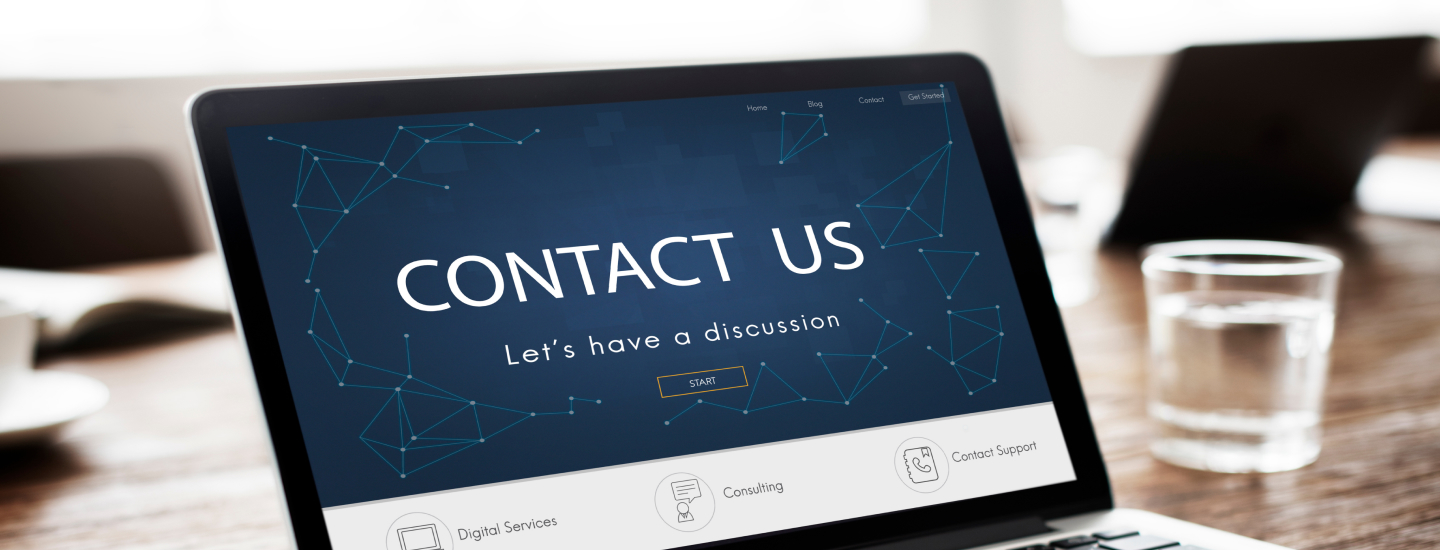 Home Blog Contact Get Started
CONTACT US
Let's have a discussion
START
Digital Services Consulting Contact Support